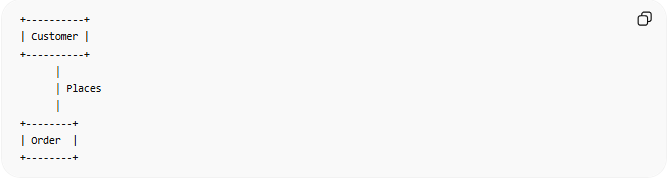 +----------+
| Customer |
+----------+
      |
      | Places
      |
+--------+
| Order  |
+--------+